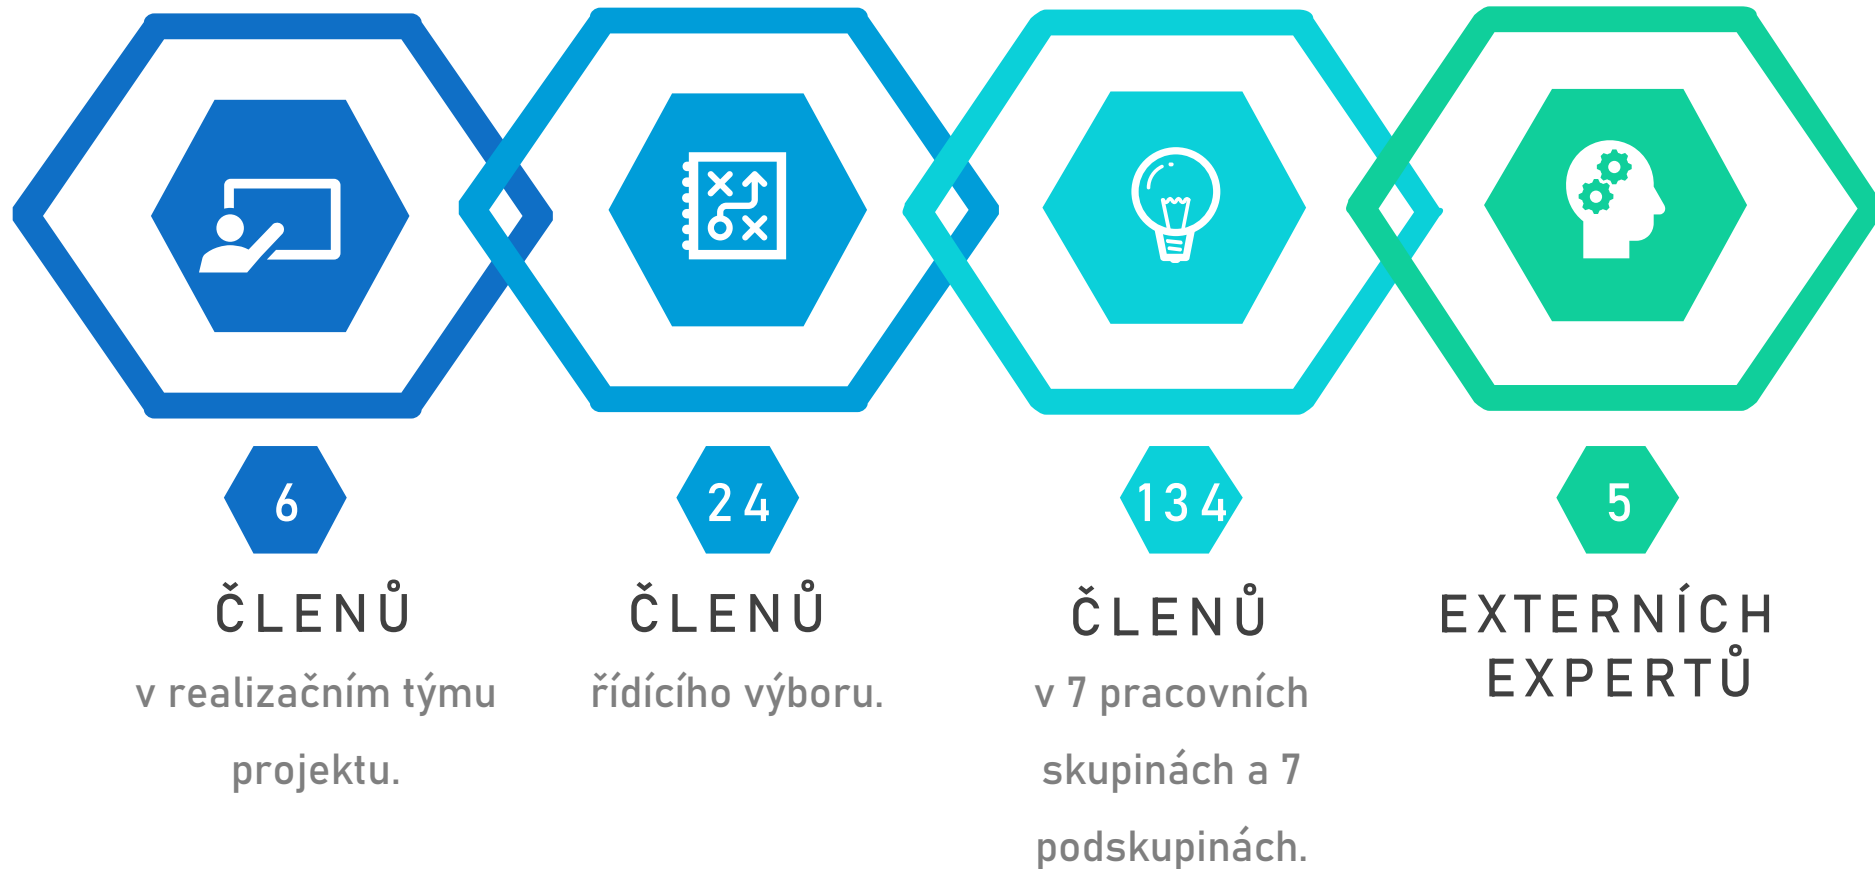 6
ČLENŮ
v realizačním týmu
projektu.
24
ČLENŮ
řídícího výboru.
134
ČLENŮ
v 7 pracovních
skupinách a 7
podskupinách.
5
EXTERNÍCH
EXPERTŮ